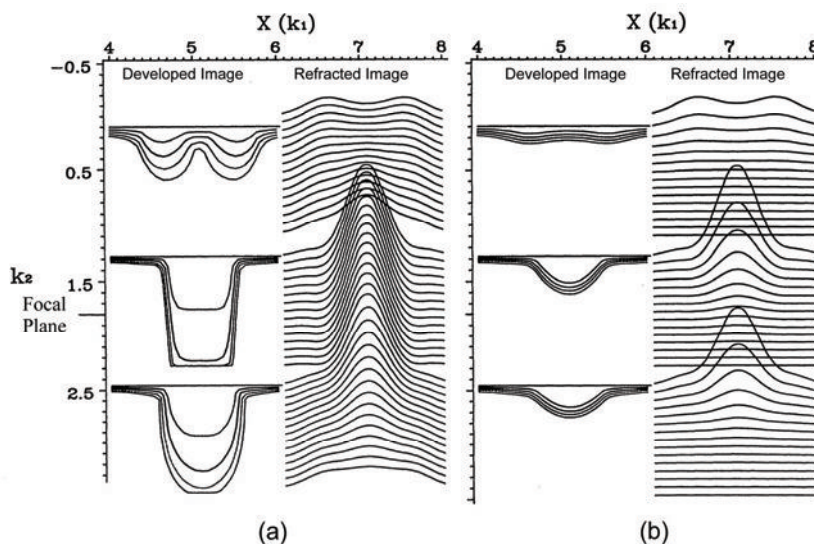 X (k₁)
4 5 6 7 8
Developed Image Refracted Image
-0.5
0.5
1.5
k₂
Focal
Plane
2.5
(a)
X (k₁)
4 5 6 7 8
Developed Image Refracted Image
(b)